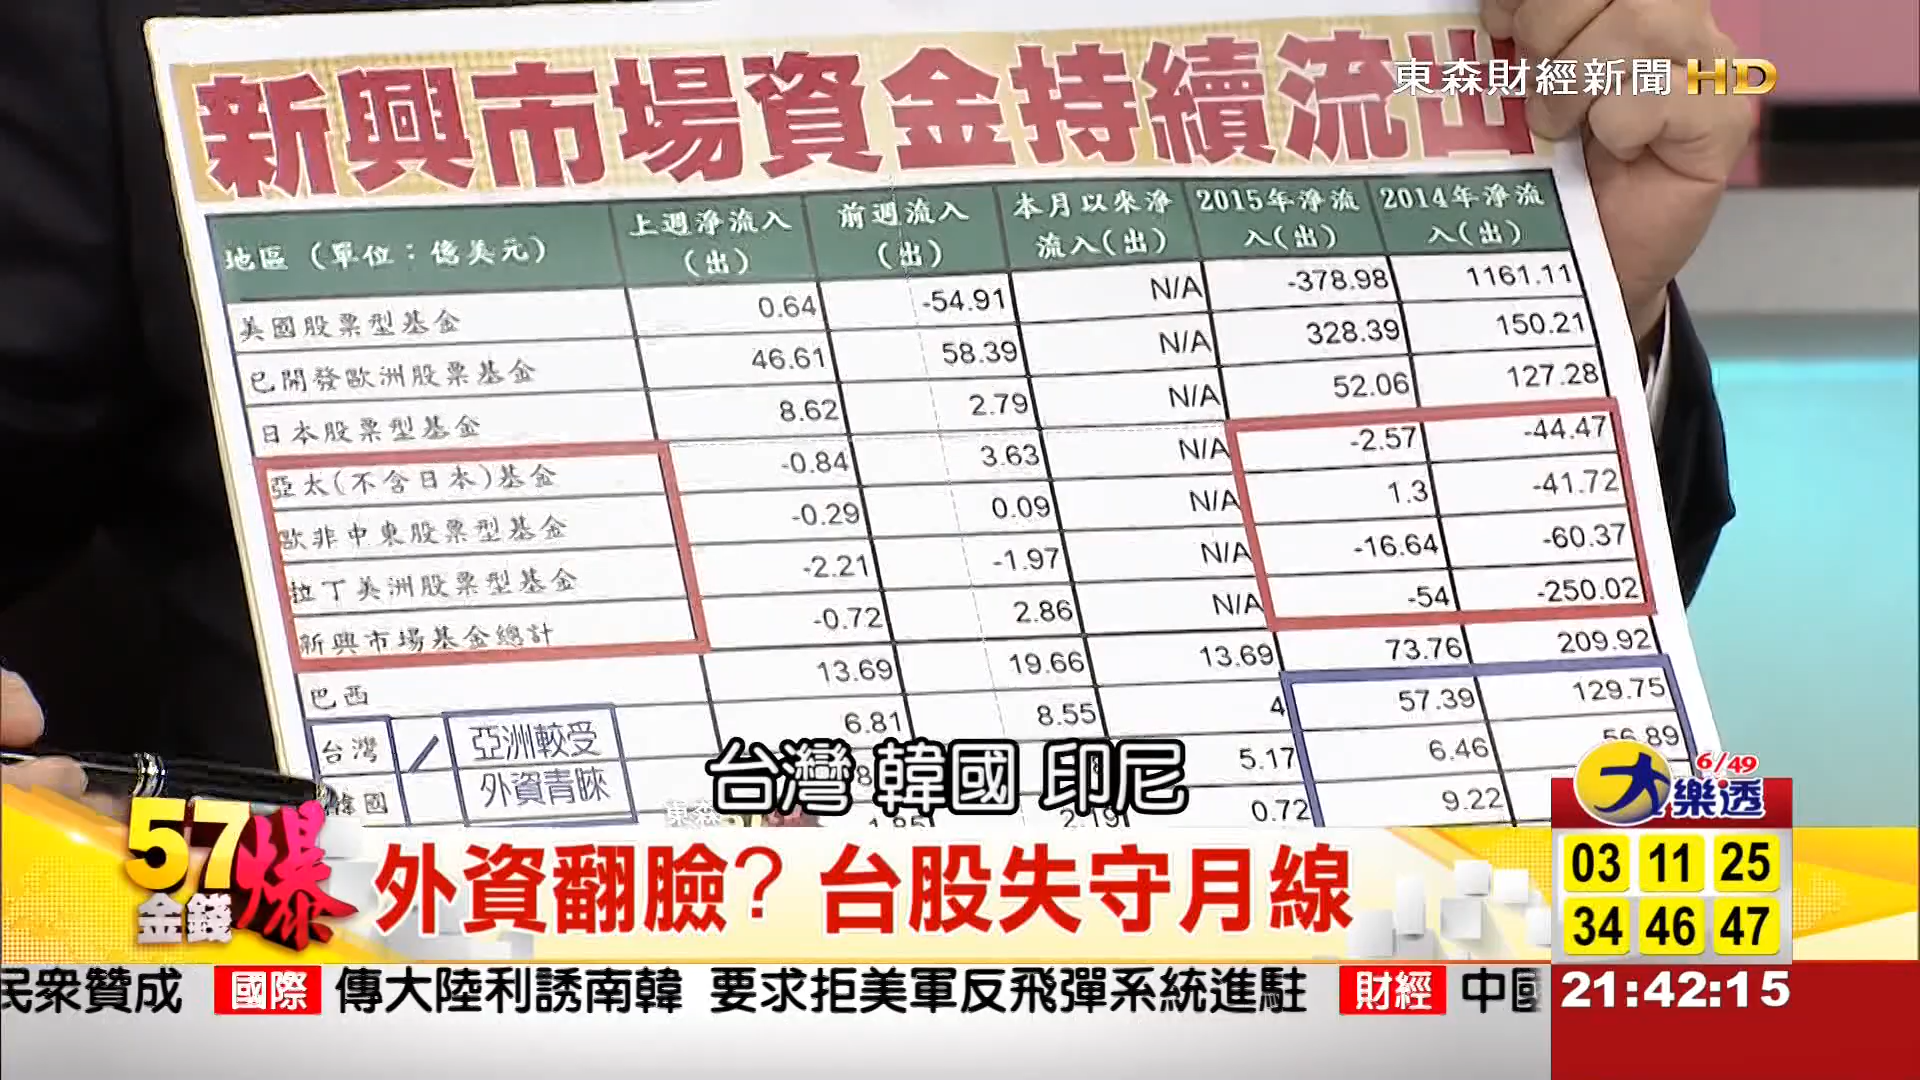 新興市場資金持續流出
東森財經新聞HD
地區（單位：億美元） 上週淨流入（出） 前週流入（出） 本月以來淨流入(出) 2015年淨流入(出) 2014年淨流入(出)
美國股票型基金 0.64 -54.91 N/A -378.98 1161.11
已開發歐洲股票基金 46.61 58.39 N/A 328.39 150.21
日本股票型基金 8.62 2.79 N/A 52.06 127.28
亞太(不含日本)基金 -0.84 3.63 N/A -2.57 -44.47
歐非中東股票型基金 -0.29 0.09 N/A 1.3 -41.72
拉丁美洲股票型基金 -2.21 -1.97 N/A -16.64 -60.37
新興市場基金總計 -0.72 2.86 N/A -54 -250.02
巴西 13.69 19.66 13.69 73.76 209.92
台灣 6.81 8.55 4 57.39 129.75
韓國 5.17 6.46 56.89
0.72 9.22
亞洲較受
外資青睞
台灣 韓國 印尼
57金錢爆
外資翻臉? 台股失守月線
6/49
大樂透
03 11 25
34 46 47
民眾贊成 國際 傳大陸利誘南韓 要求拒美軍反飛彈系統進駐 財經 中國
21:42:15